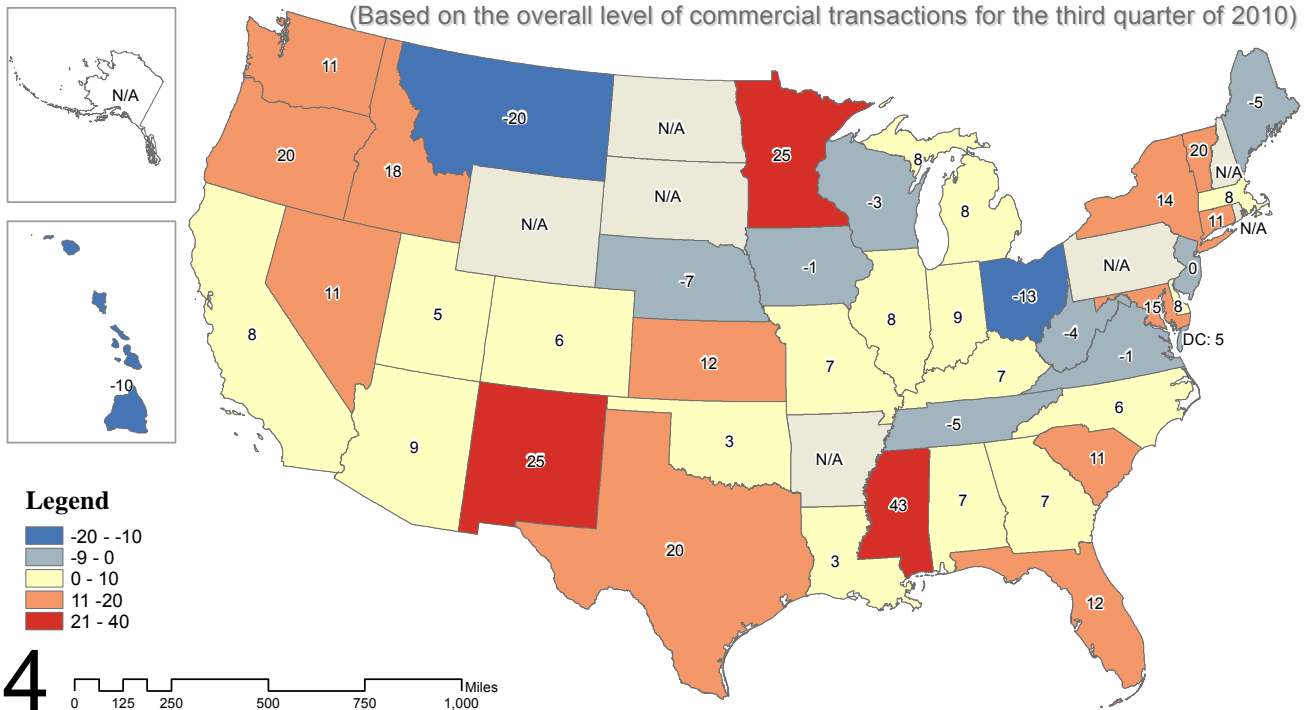 (Based on the overall level of commercial transactions for the third quarter of 2010)
N/A
-10
11
20
18
-20
N/A
N/A
25
-3
8
8
-5
20
N/A
14
8
11
N/A
N/A
0
N/A
-7
-1
8
11
5
6
12
7
8
9
-13
-4
15
8
DC: 5
-1
7
6
9
25
3
N/A
-5
11
20
3
43
7
7
12
Legend
-20 - -10
-9 - 0
0 - 10
11 -20
21 - 40
4
0 125 250 500 750 1,000
Miles